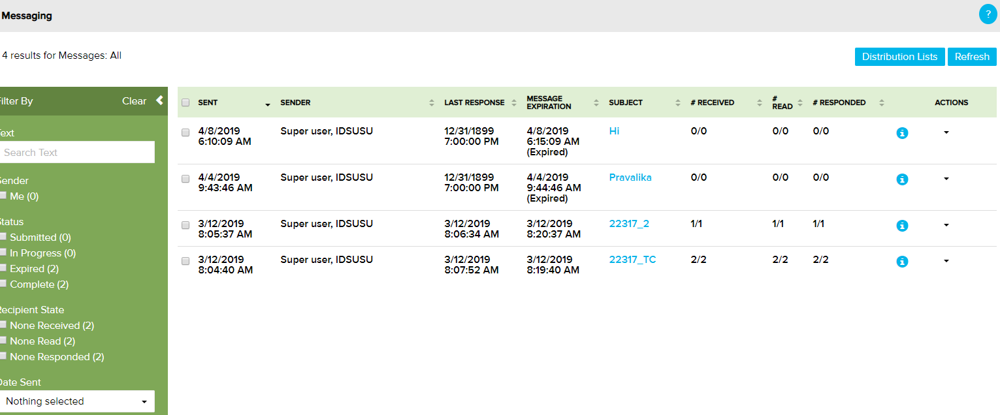 Messaging
?
4 results for Messages: All
Distribution Lists
Refresh
Filter By
Clear
Text
Search Text
Sender
Me (0)
Status
Submitted (0)
In Progress (0)
Expired (2)
Complete (2)
Recipient State
None Received (2)
None Read (2)
None Responded (2)
Date Sent
Nothing selected
SENT SENDER LAST RESPONSE MESSAGE EXPIRATION SUBJECT # RECEIVED # READ # RESPONDED ACTIONS
4/8/2019 Super user, IDSUSU 12/31/1899 4/8/2019 Hi 0/0 0/0 0/0
6:10:09 AM 7:00:00 PM 6:15:09 AM
(Expired)
4/4/2019 Super user, IDSUSU 12/31/1899 4/4/2019 Pravalika 0/0 0/0 0/0
9:43:46 AM 7:00:00 PM 9:44:46 AM
(Expired)
3/12/2019 Super user, IDSUSU 3/12/2019 3/12/2019 22317_2 1/1 1/1 1/1
8:05:37 AM 8:06:34 AM 8:20:37 AM
3/12/2019 Super user, IDSUSU 3/12/2019 3/12/2019 22317_TC 2/2 2/2 2/2
8:04:40 AM 8:07:52 AM 8:19:40 AM